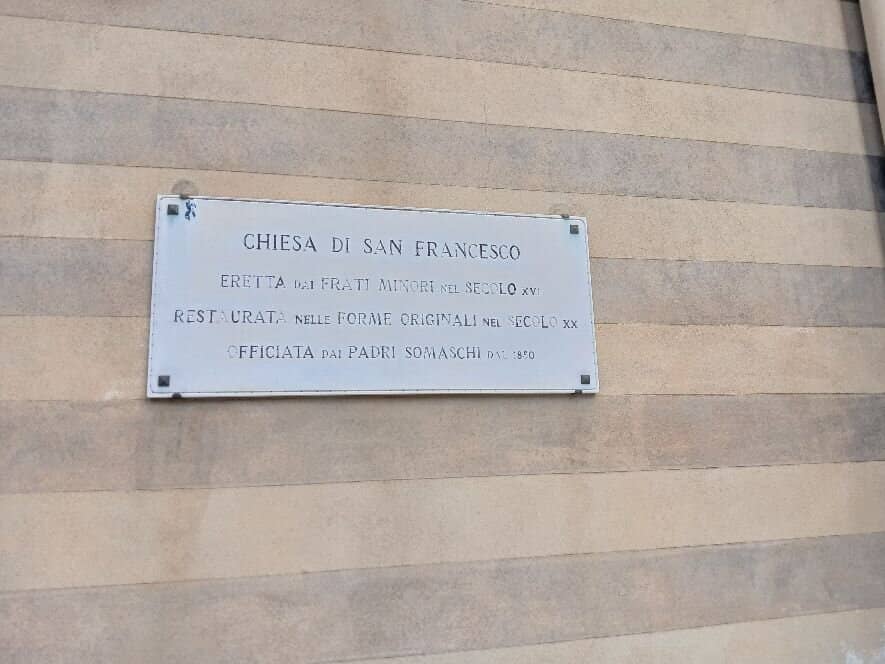 CHIESA DI SAN FRANCESCO
ERETTA DAI FRATI MINORI NEL SECOLO XVI
RESTAURATA NELLE FORME ORIGINALI NEL SECOLO XX
OFFICIATA DAI PADRI SOMASCHI DAL